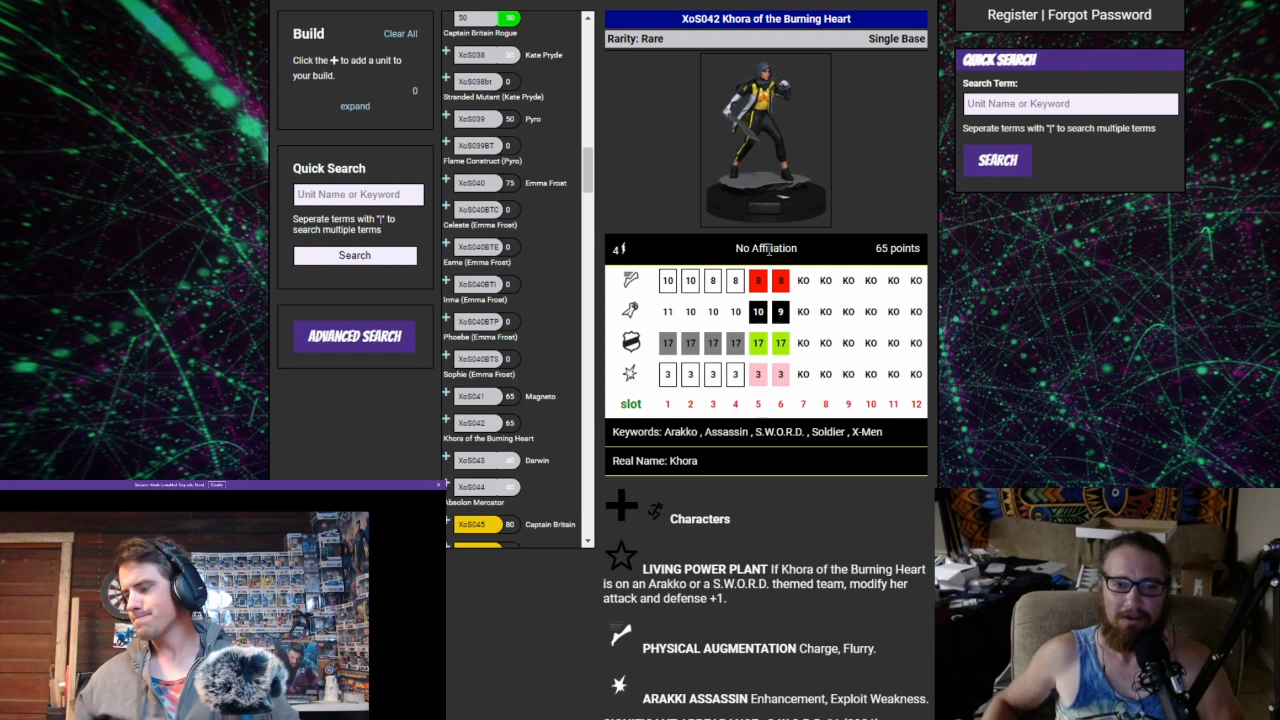 Build
Clear All
Click the + to add a unit to
your build.
0
expand
Quick Search
Unit Name or Keyword
Seperate terms with "|" to
search multiple terms
Search
ADVANCED SEARCH
50 50
Captain Britain Rogue
XoS038 50 Kate Pryde
XoS038bt 0
Stranded Mutant (Kate Pryde)
XoS039 50 Pyro
XoS039BT 0
Flame Construct (Pyro)
XoS040 75 Emma Frost
XoS040BTC 0
Celeste (Emma Frost)
XoS040BTE 0
Esme (Emma Frost)
XoS040BTI 0
Irma (Emma Frost)
XoS040BTP 0
Phoebe (Emma Frost)
XoS040BTS 0
Sophie (Emma Frost)
XoS041 65 Magneto
XoS042 65
Khora of the Burning Heart
XoS043 40 Darwin
XoS044 40
Absolon Mercator
XoS045 80 Captain Britain
XoS042 Khora of the Burning Heart
Rarity: Rare Single Base
4 No Affiliation 65 points
10 10 8 8 8 8 KO KO KO KO KO KO
11 10 10 10 10 9 KO KO KO KO KO KO
17 17 17 17 17 17 KO KO KO KO KO KO
3 3 3 3 3 3 KO KO KO KO KO KO
slot 1 2 3 4 5 6 7 8 9 10 11 12
Keywords: Arakko , Assassin , S.W.O.R.D. , Soldier , X-Men
Real Name: Khora
Characters
LIVING POWER PLANT If Khora of the Burning Heart
is on an Arakko or a S.W.O.R.D. themed team, modify her
attack and defense +1.
PHYSICAL AUGMENTATION Charge, Flurry.
ARAKKI ASSASSIN Enhancement, Exploit Weakness.
Register | Forgot Password
QUICK SEARCH
Search Term:
Unit Name or Keyword
Seperate terms with "|" to search multiple terms
SEARCH